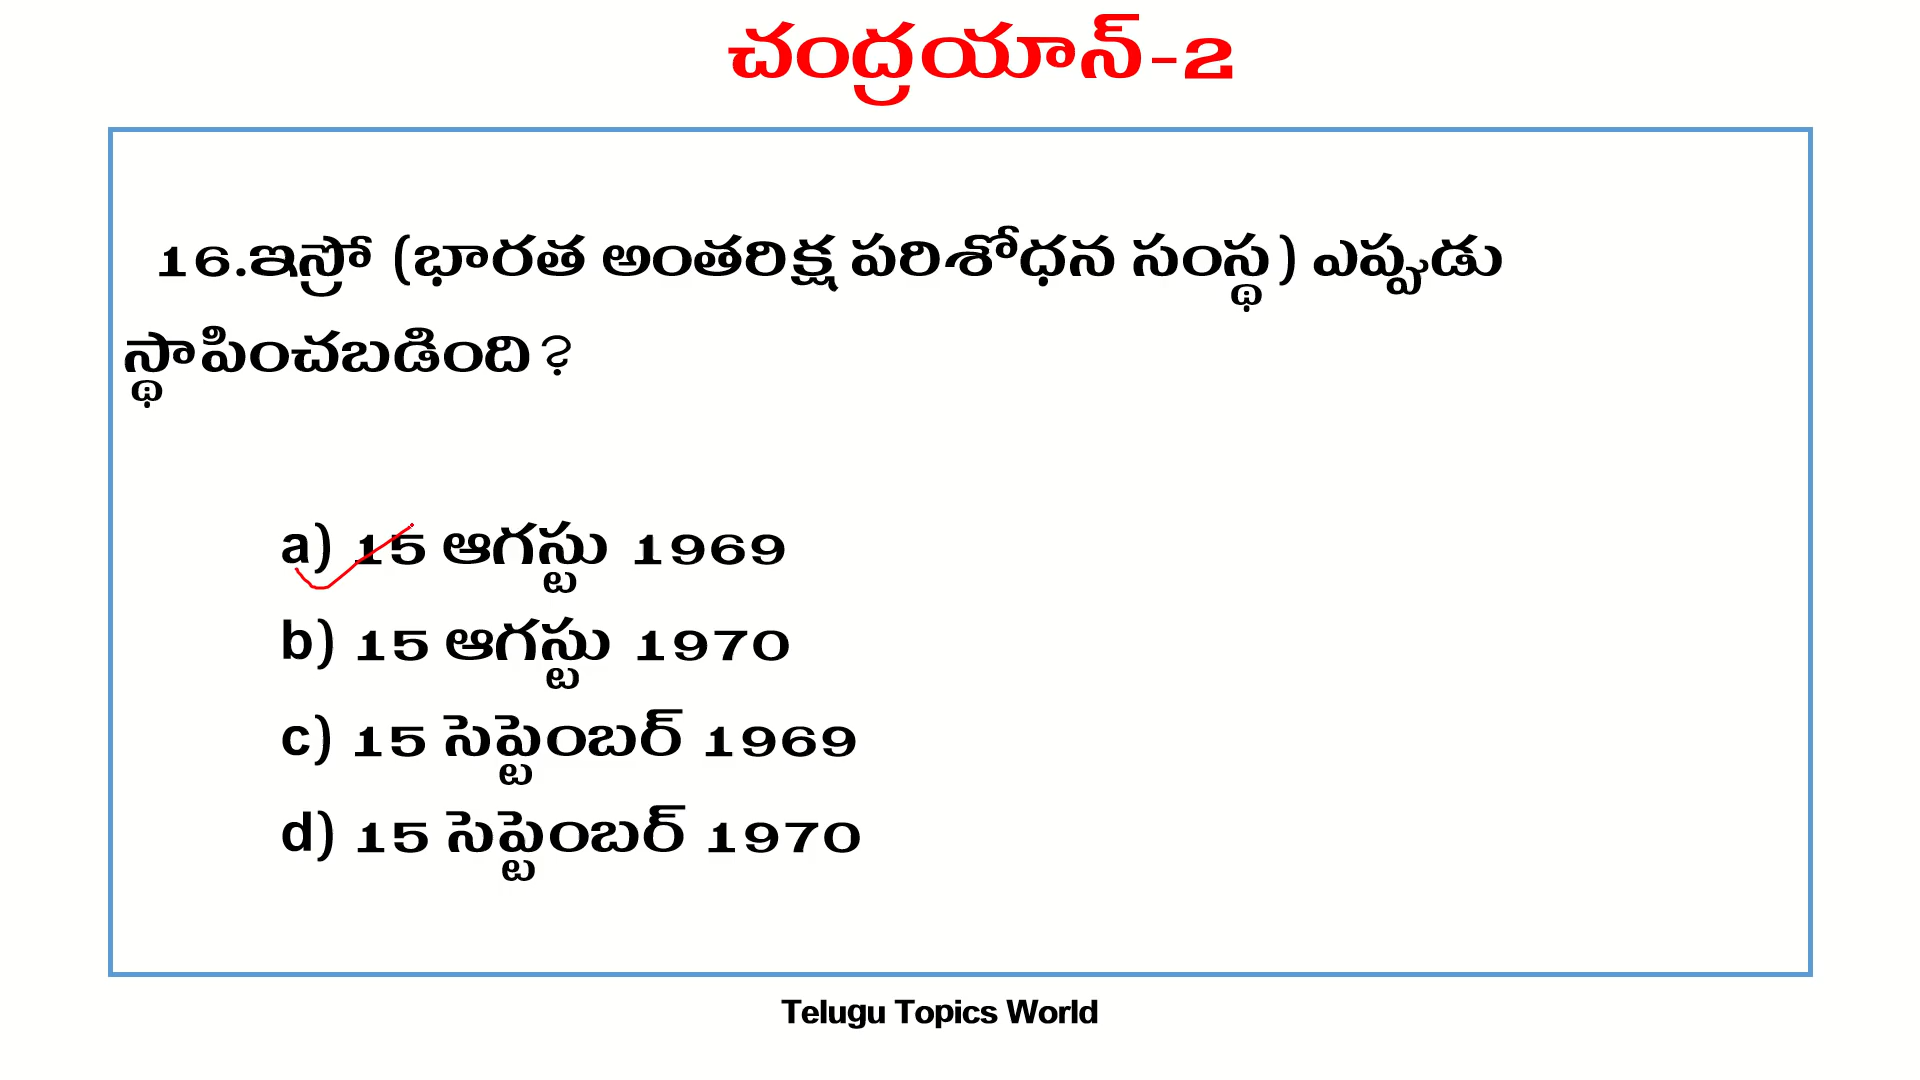 చంద్రయాన్-2
16.ఇస్రో (భారత అంతరిక్ష పరిశోధన సంస్థ) ఎప్పుడు
స్థాపించబడింది?
a) 15 ఆగస్టు 1969
b) 15 ఆగస్టు 1970
c) 15 సెప్టెంబర్ 1969
d) 15 సెప్టెంబర్ 1970
Telugu Topics World